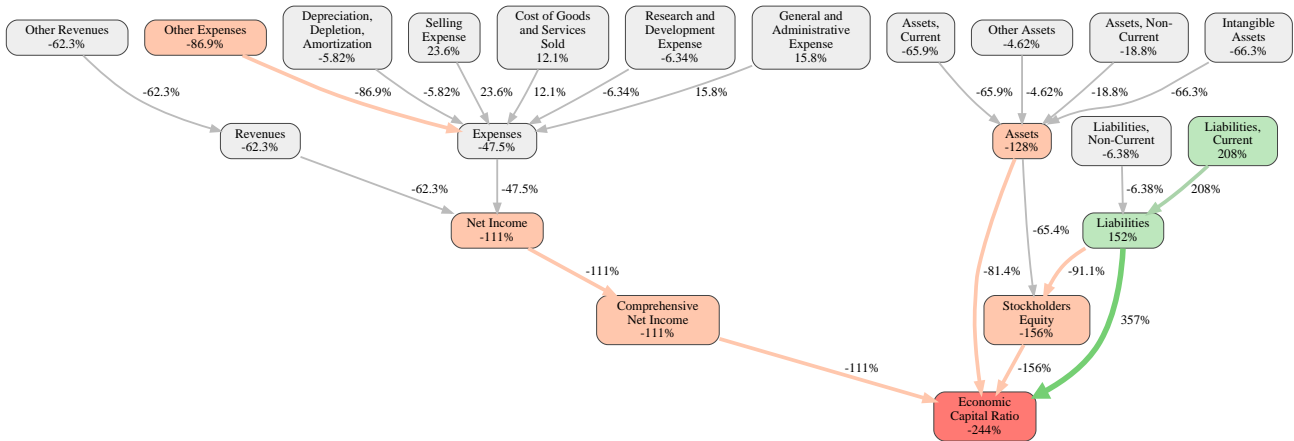 Other Revenues
-62.3%
Other Expenses
-86.9%
Depreciation,
Depletion,
Amortization
-5.82%
Selling
Expense
23.6%
Cost of Goods
and Services
Sold
12.1%
Research and
Development
Expense
-6.34%
General and
Administrative
Expense
15.8%
Assets,
Current
-65.9%
Other Assets
-4.62%
Assets, Non-
Current
-18.8%
Intangible
Assets
-66.3%
-62.3%
-86.9%
-5.82%
23.6%
12.1%
-6.34%
15.8%
-65.9%
-4.62%
-18.8%
-66.3%
Revenues
-62.3%
Expenses
-47.5%
Assets
-128%
Liabilities,
Non-Current
-6.38%
Liabilities,
Current
208%
-62.3%
-47.5%
-6.38%
208%
Net Income
-111%
-65.4%
Liabilities
152%
-111%
-81.4%
-91.1%
Comprehensive
Net Income
-111%
Stockholders
Equity
-156%
357%
-111%
-156%
Economic
Capital Ratio
-244%